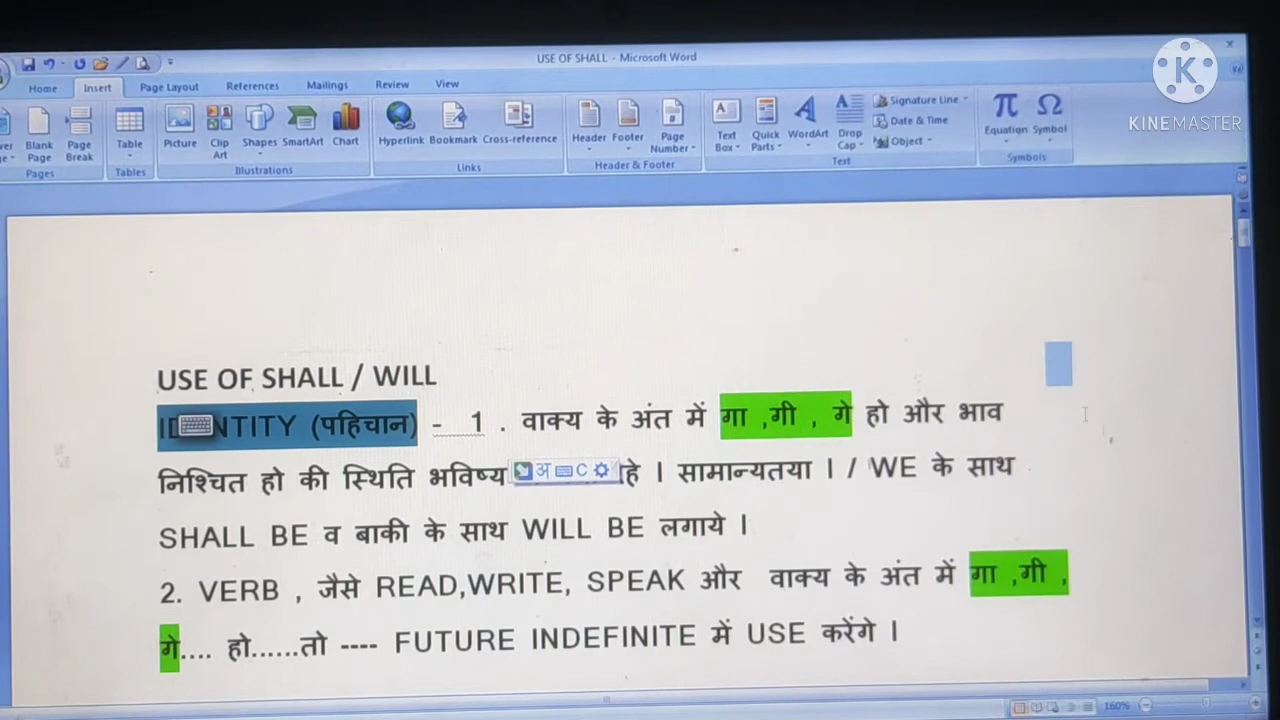 USE OF SHALL - Microsoft Word
K
KINEMASTER
Home Insert Page Layout References Mailings Review View
Blank Page
Page Break
Table
Picture
Clip Art
Shapes
SmartArt
Chart
Hyperlink
Bookmark
Cross-reference
Header
Footer
Page Number
Text Box
Quick Parts
WordArt
Drop Cap
Signature Line
Date & Time
Object
Equation
Symbol
Pages Tables Illustrations Links Header & Footer Text Symbols
USE OF SHALL / WILL
(पहिचान) - 1 . वाक्य के अंत में गा ,गी , गे हो और भाव
निश्चित हो की स्थिति भविष्य अ C हे । सामान्यतया I / WE के साथ
SHALL BE व बाकी के साथ WILL BE लगाये ।
2. VERB , जैसे READ,WRITE, SPEAK और वाक्य के अंत में गा ,गी ,
गे.... हो......तो ---- FUTURE INDEFINITE में USE करेंगे ।
160%